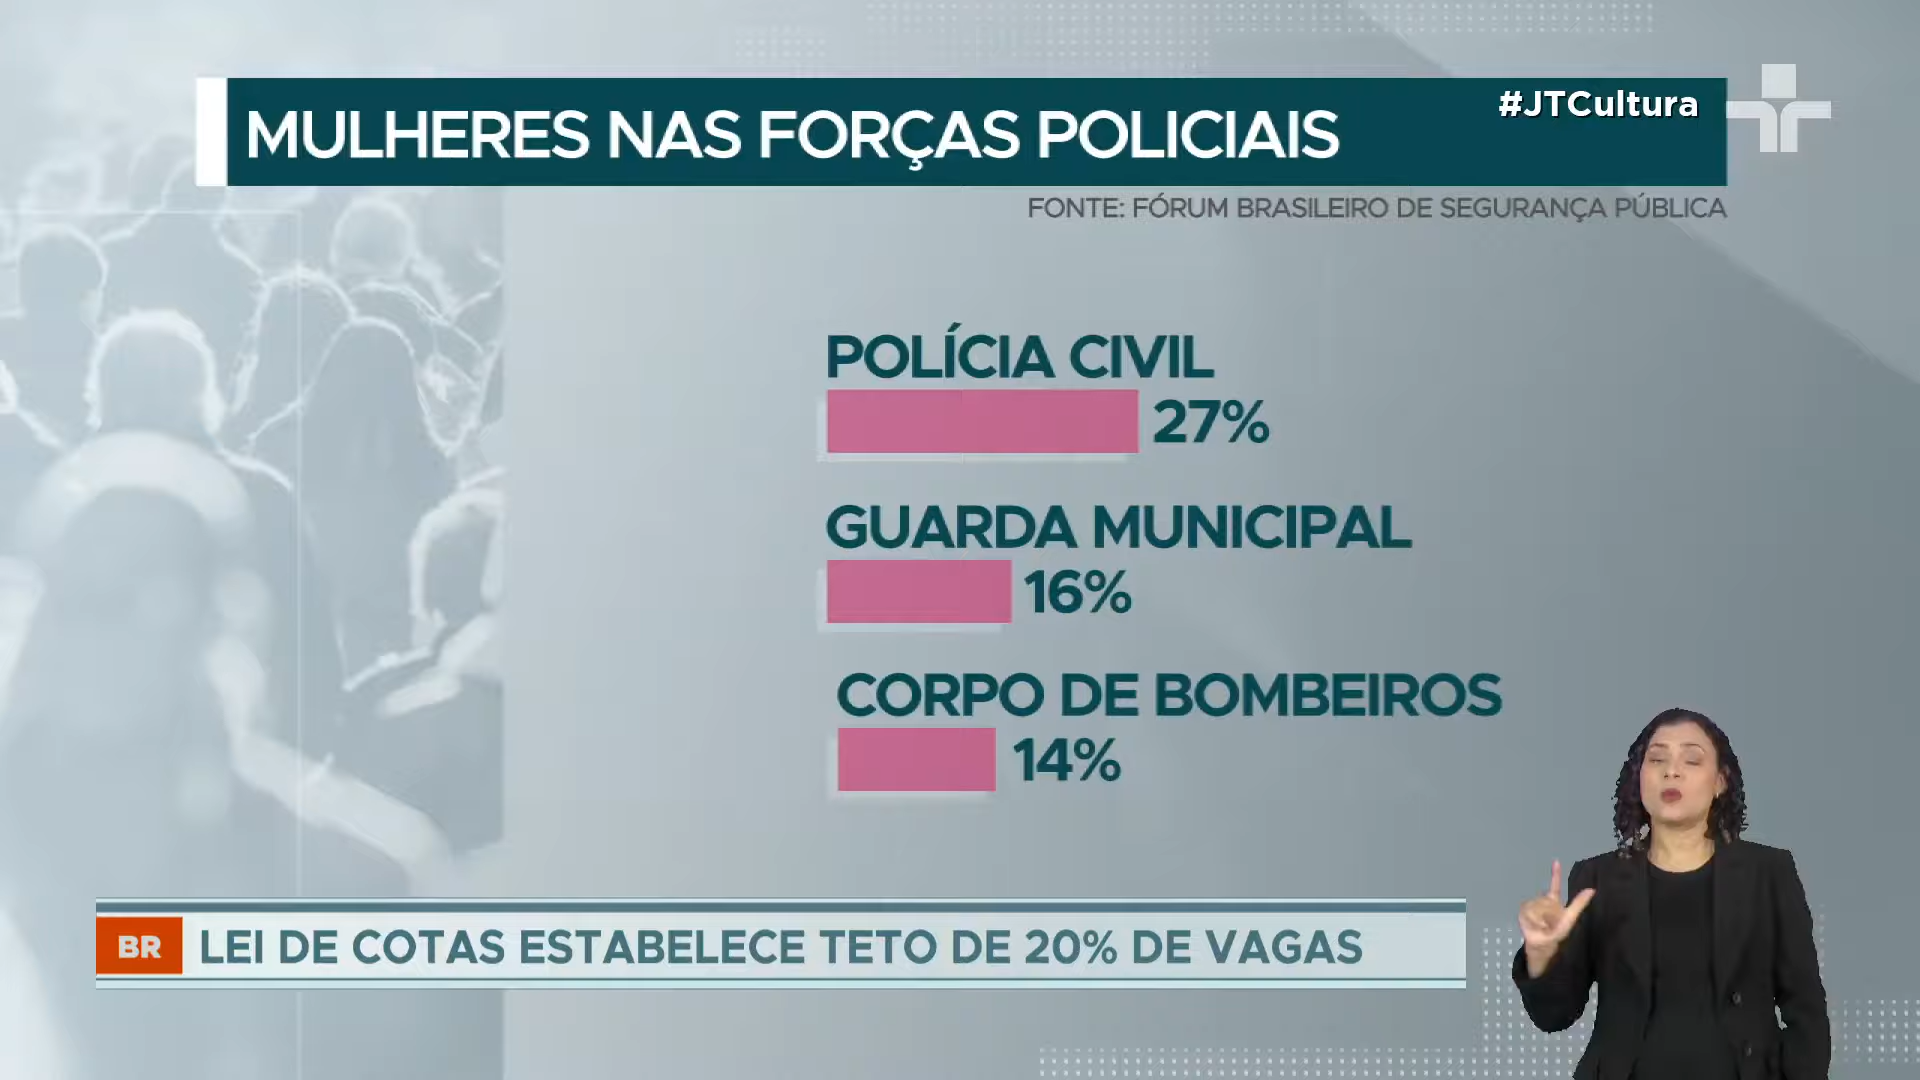 MULHERES NAS FORÇAS POLICIAIS
#JTCultura
FONTE: FÓRUM BRASILEIRO DE SEGURANÇA PÚBLICA
POLÍCIA CIVIL
27%
GUARDA MUNICIPAL
16%
CORPO DE BOMBEIROS
14%
BR LEI DE COTAS ESTABELECE TETO DE 20% DE VAGAS